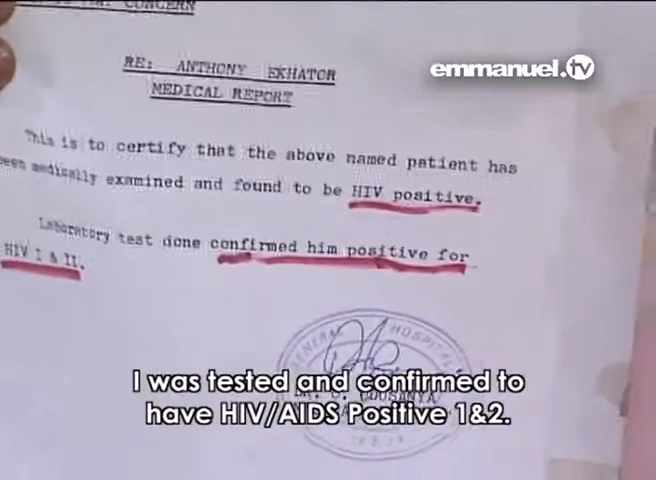 CONCERN
RE: ANTHONY EKHATOR
emmanuel.tv
MEDICAL REPORT
This is to certify that the above named patient has
been medically examined and found to be HIV positive.
Laboratory test done confirmed him positive for
HIV I & II.
GENERAL HOSPITAL
I was tested and confirmed to
have HIV/AIDS Positive 1&2.